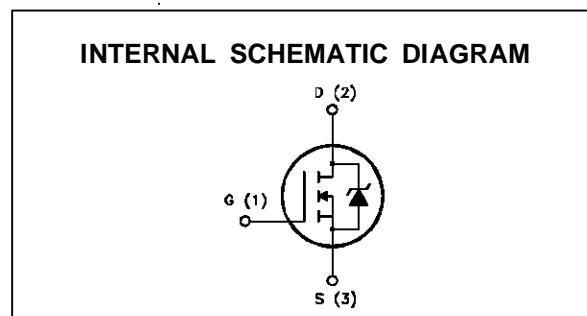 INTERNAL SCHEMATIC DIAGRAM
D (2)
G (1)
S (3)